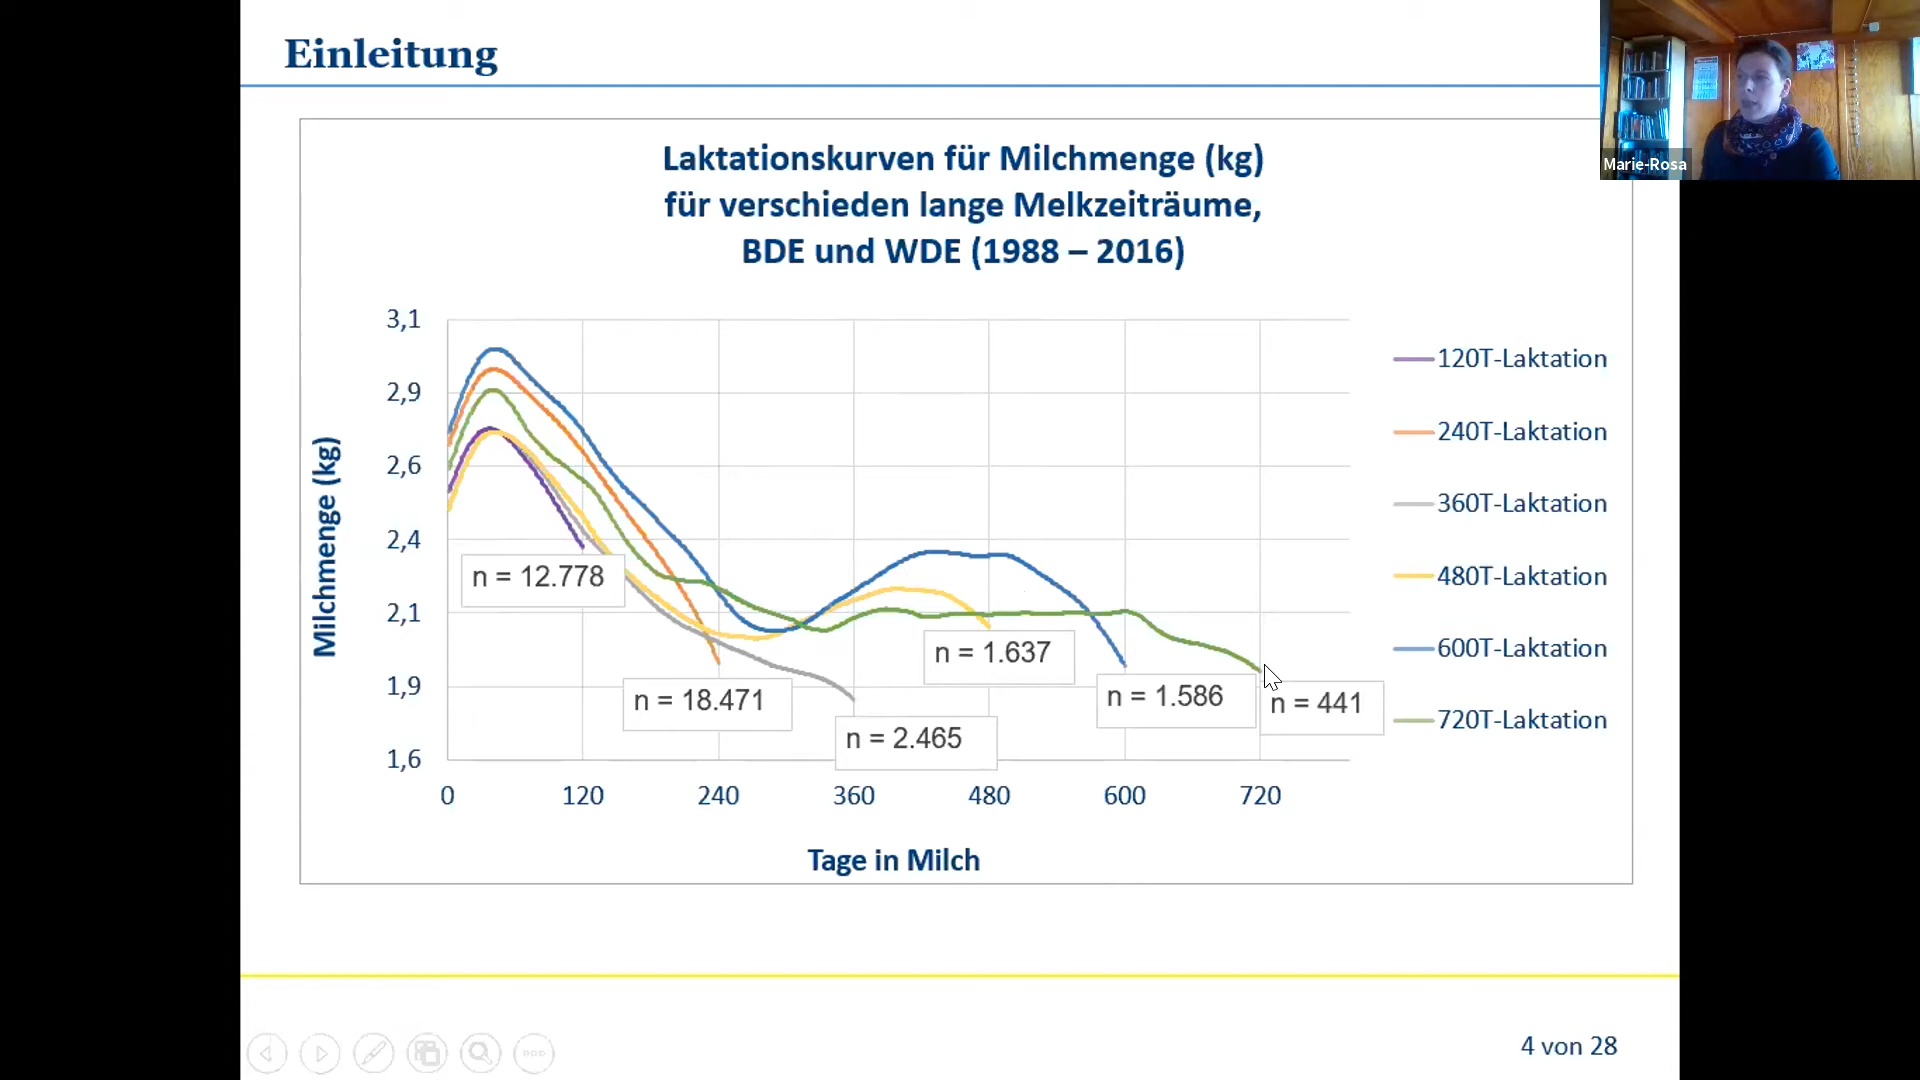 Einleitung
Marie-Rosa
Laktationskurven für Milchmenge (kg)
für verschieden lange Melkzeiträume,
BDE und WDE (1988 – 2016)
Milchmenge (kg)
3,1
2,9
2,6
2,4
2,1
1,9
1,6
0
120
240
360
480
600
720
Tage in Milch
n = 12.778
n = 18.471
n = 2.465
n = 1.637
n = 1.586
n = 441
120T-Laktation
240T-Laktation
360T-Laktation
480T-Laktation
600T-Laktation
720T-Laktation
4 von 28